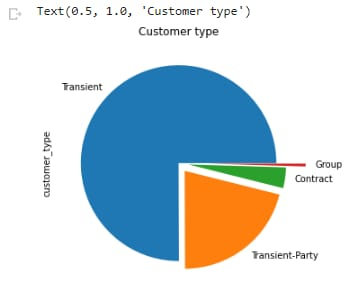 Text(0.5, 1.0, 'Customer type')
Customer type
Transient
customer_type
Group
Contract
Transient-Party